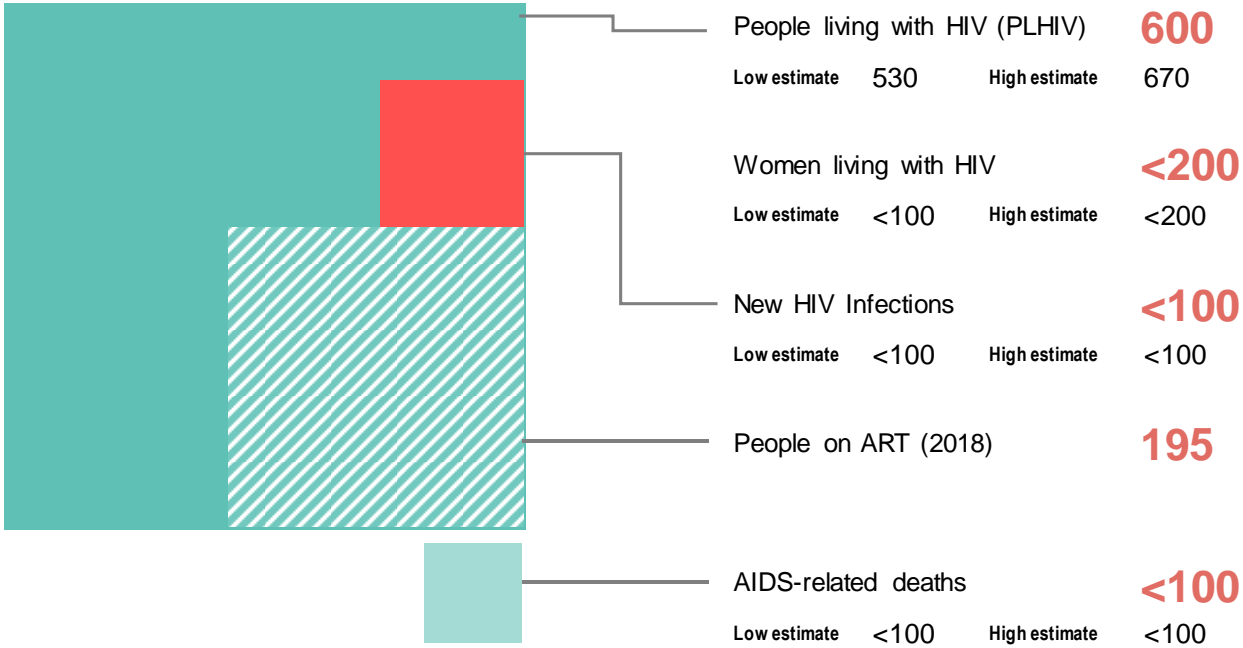 People living with HIV (PLHIV) 600
Low estimate 530 High estimate 670
Women living with HIV <200
Low estimate <100 High estimate <200
New HIV Infections <100
Low estimate <100 High estimate <100
People on ART (2018) 195
AIDS-related deaths <100
Low estimate <100 High estimate <100